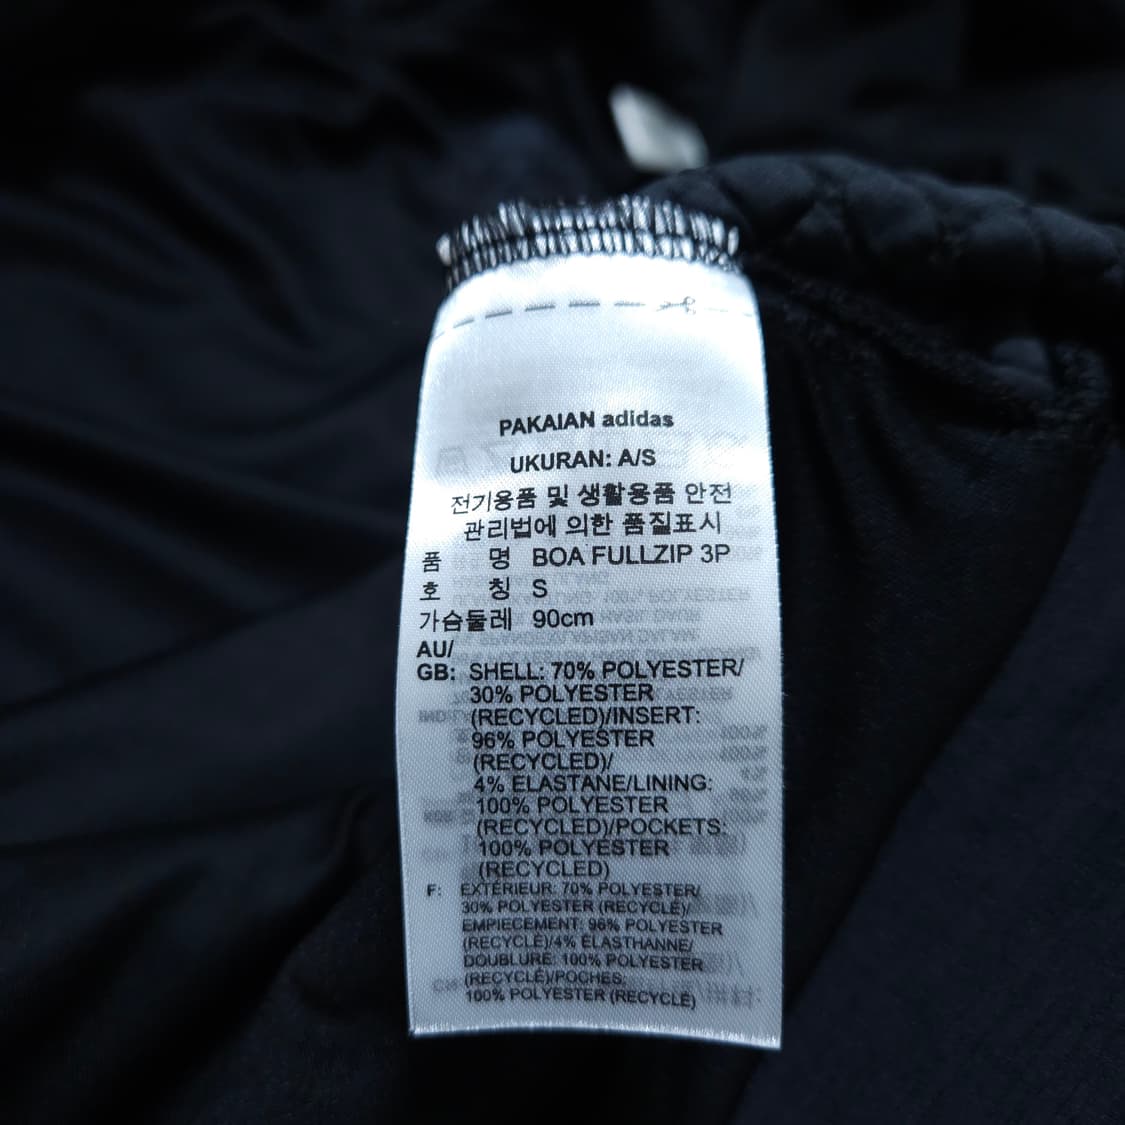 PAKAIAN adidas
UKURAN: A/S
전기용품 및 생활용품 안전
관리법에 의한 품질표시
품 명 BOA FULLZIP 3P
호 칭 S
가슴둘레 90cm
AU/
GB: SHELL: 70% POLYESTER/
30% POLYESTER
(RECYCLED)/INSERT:
96% POLYESTER
(RECYCLED)/
4% ELASTANE/LINING:
100% POLYESTER
(RECYCLED)/POCKETS:
100% POLYESTER
(RECYCLED)
F: EXTÉRIEUR: 70% POLYESTER/
30% POLYESTER (RECYCLÉ)/
EMPIECEMENT: 96% POLYESTER
(RECYCLÉ)/4% ÉLASTHANNE/
DOUBLURE: 100% POLYESTER
(RECYCLÉ)/POCHES:
100% POLYESTER (RECYCLÉ)